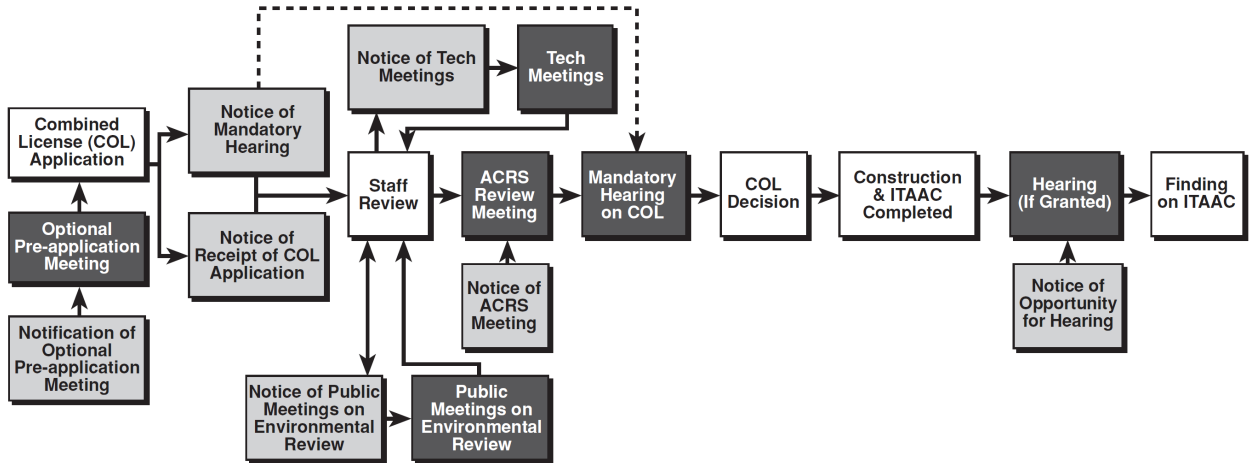 Combined
License (COL)
Application
Optional
Pre-application
Meeting
Notification of
Optional
Pre-application
Meeting
Notice of
Mandatory
Hearing
Notice of
Receipt of COL
Application
Notice of Tech
Meetings
Tech
Meetings
Staff
Review
Notice of Public
Meetings on
Environmental
Review
Public
Meetings on
Environmental
Review
ACRS
Review
Meeting
Notice of
ACRS
Meeting
Mandatory
Hearing
on COL
COL
Decision
Construction
& ITAAC
Completed
Hearing
(If Granted)
Notice of
Opportunity
for Hearing
Finding
on ITAAC